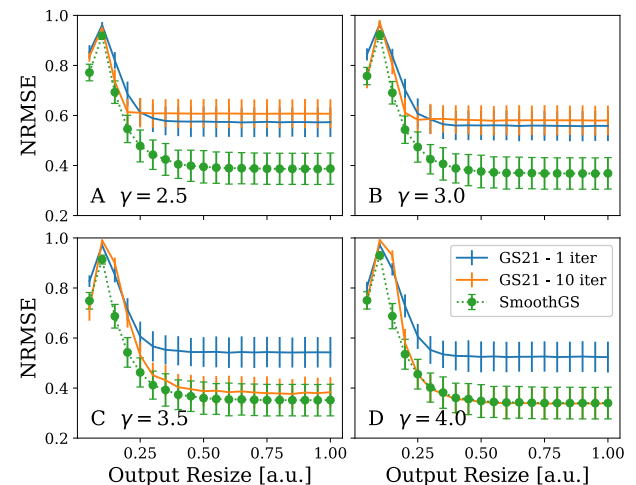 1.0
0.8
0.6
0.4
0.2
NRMSE
A γ = 2.5
B γ = 3.0
1.0
0.8
0.6
0.4
0.2
NRMSE
C γ = 3.5
D γ = 4.0
GS21 - 1 iter
GS21 - 10 iter
SmoothGS
0.25 0.50 0.75 1.00
0.25 0.50 0.75 1.00
Output Resize [a.u.]
Output Resize [a.u.]